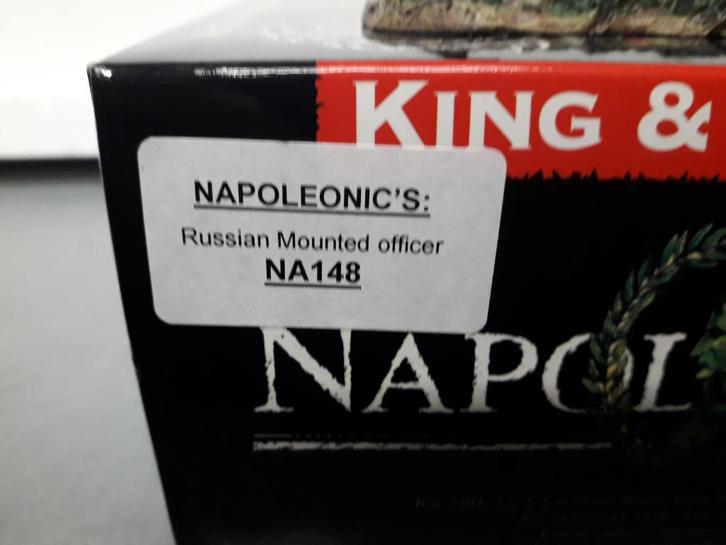 KING &
NAPOLEONIC'S:
Russian Mounted officer
NA148
NAPOL